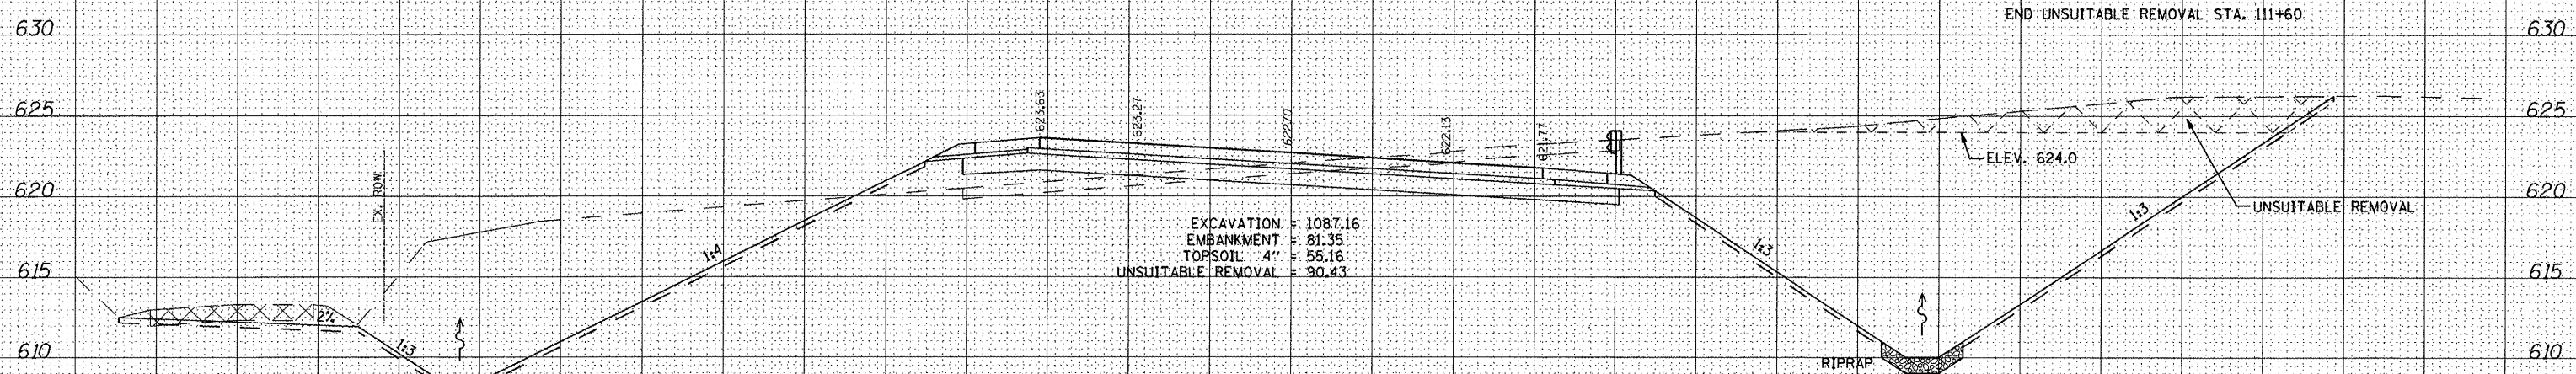 END UNSUITABLE REMOVAL STA. 111+60
630
630
625
625
623.63
623.27
622.70
622.13
621.77
ELEV. 624.0
EX. ROW
620
620
UNSUITABLE REMOVAL
1:3
EXCAVATION = 1087.16
EMBANKMENT = 81.35
TOPSOIL 4" = 55.16
UNSUITABLE REMOVAL = 90.43
1:4
1:3
615
615
2%
1:3
610
RIPRAP
610